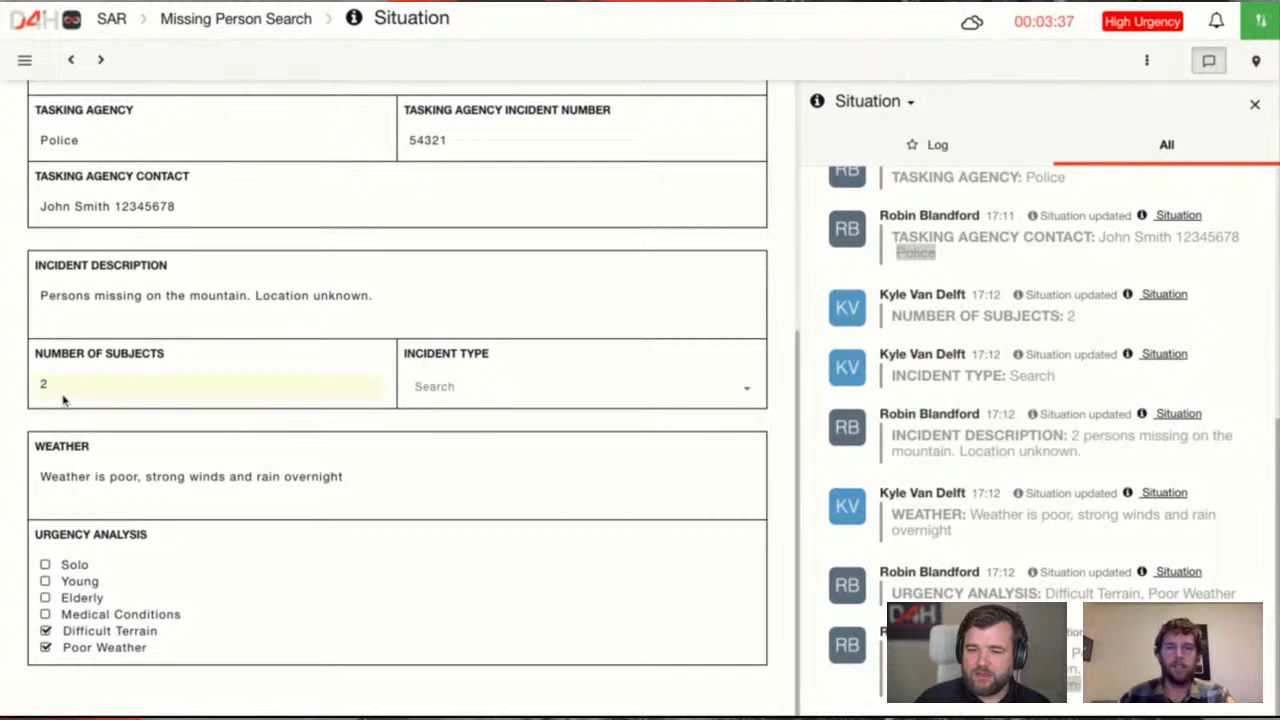 D4H SAR Missing Person Search Situation 00:03:37 High Urgency
TASKING AGENCY
Police
TASKING AGENCY INCIDENT NUMBER
54321
TASKING AGENCY CONTACT
John Smith 12345678
INCIDENT DESCRIPTION
Persons missing on the mountain. Location unknown.
NUMBER OF SUBJECTS
2
INCIDENT TYPE
Search
WEATHER
Weather is poor, strong winds and rain overnight
URGENCY ANALYSIS
Solo
Young
Elderly
Medical Conditions
Difficult Terrain
Poor Weather
Situation
Log All
RB TASKING AGENCY: Police
RB Robin Blandford 17:11 Situation updated Situation
TASKING AGENCY CONTACT: John Smith 12345678
Police
KV Kyle Van Delft 17:12 Situation updated Situation
NUMBER OF SUBJECTS: 2
KV Kyle Van Delft 17:12 Situation updated Situation
INCIDENT TYPE: Search
RB Robin Blandford 17:12 Situation updated Situation
INCIDENT DESCRIPTION: 2 persons missing on the
mountain. Location unknown.
KV Kyle Van Delft 17:12 Situation updated Situation
WEATHER: Weather is poor, strong winds and rain
overnight
RB Robin Blandford 17:12 Situation updated Situation
URGENCY ANALYSIS: Difficult Terrain, Poor Weather
RB
D4H